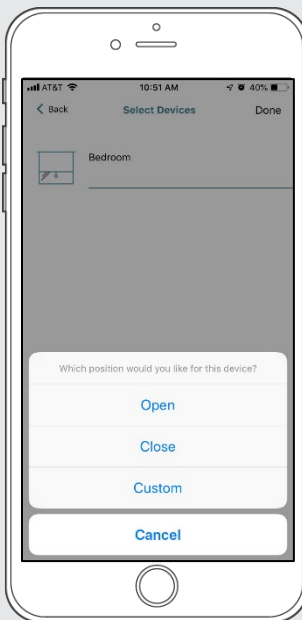 AT&T 10:51 AM 40%
Back Select Devices Done
Bedroom
Which position would you like for this device?
Open
Close
Custom
Cancel